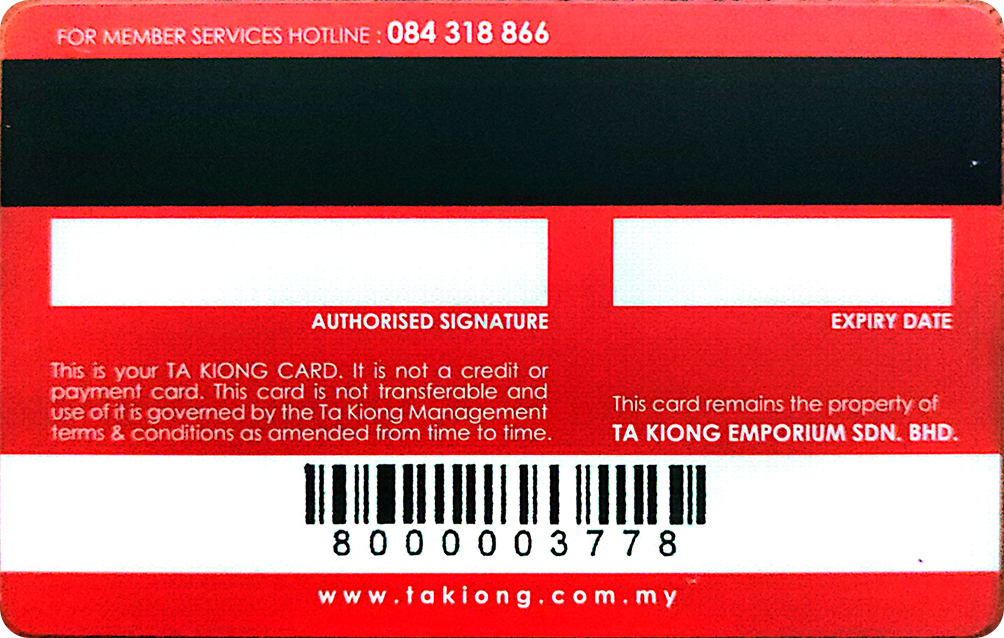 FOR MEMBER SERVICES HOTLINE : 084 318 866
AUTHORISED SIGNATURE
EXPIRY DATE
This is your TA KIONG CARD. It is not a credit or
payment card. This card is not transferable and
use of it is governed by the Ta Kiong Management
terms & conditions as amended from time to time.
This card remains the property of
TA KIONG EMPORIUM SDN. BHD.
8000003778
www.takiong.com.my